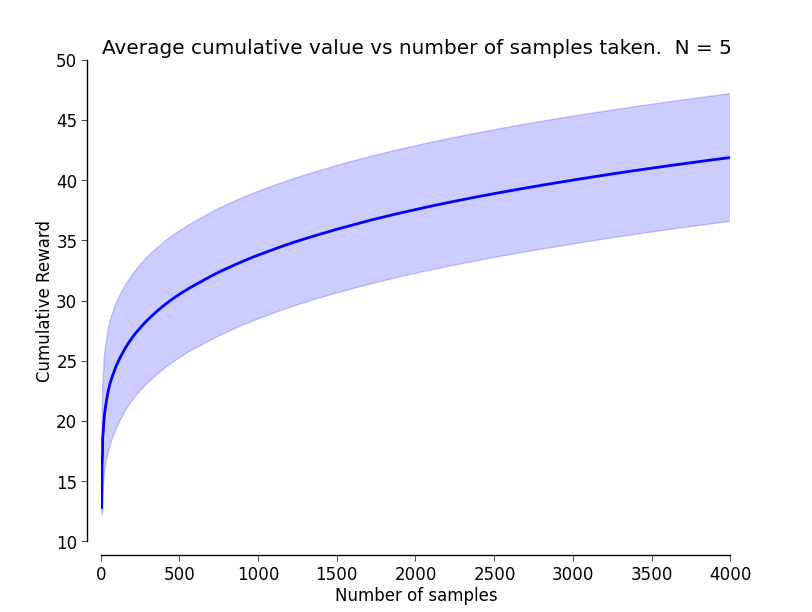 Average cumulative value vs number of samples taken.  N = 5
50
45
40
35
30
25
20
15
10
Cumulative Reward
0 500 1000 1500 2000 2500 3000 3500 4000
Number of samples